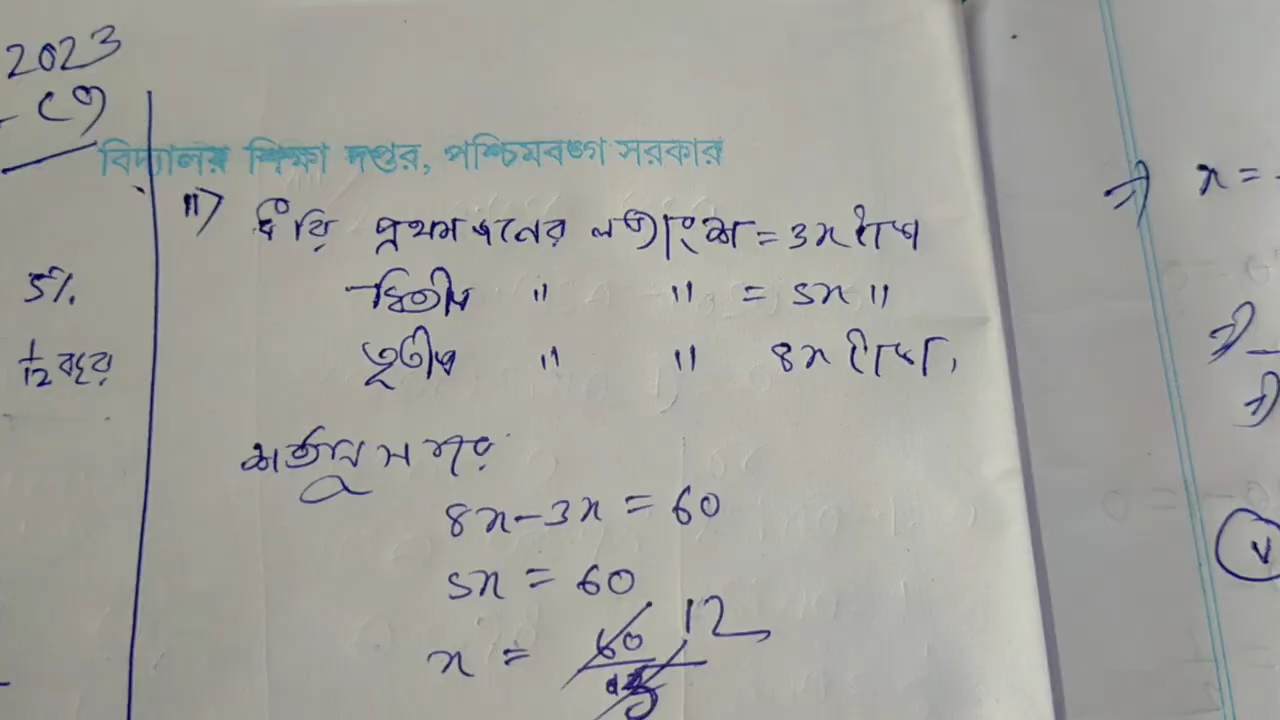 2023
বিদ্যালয় শিক্ষা দপ্তর, পশ্চিমবঙ্গ সরকার
ii) ধরি প্রথম জনের লভ্যাংশ = 3x টাকা
5%
দ্বিতীয় " " = 5x "
1/12 বছর
তৃতীয় " " 8x টাকা,
শর্তানুসারে
8x - 3x = 60
5x = 60
x = 60/5 12
x =